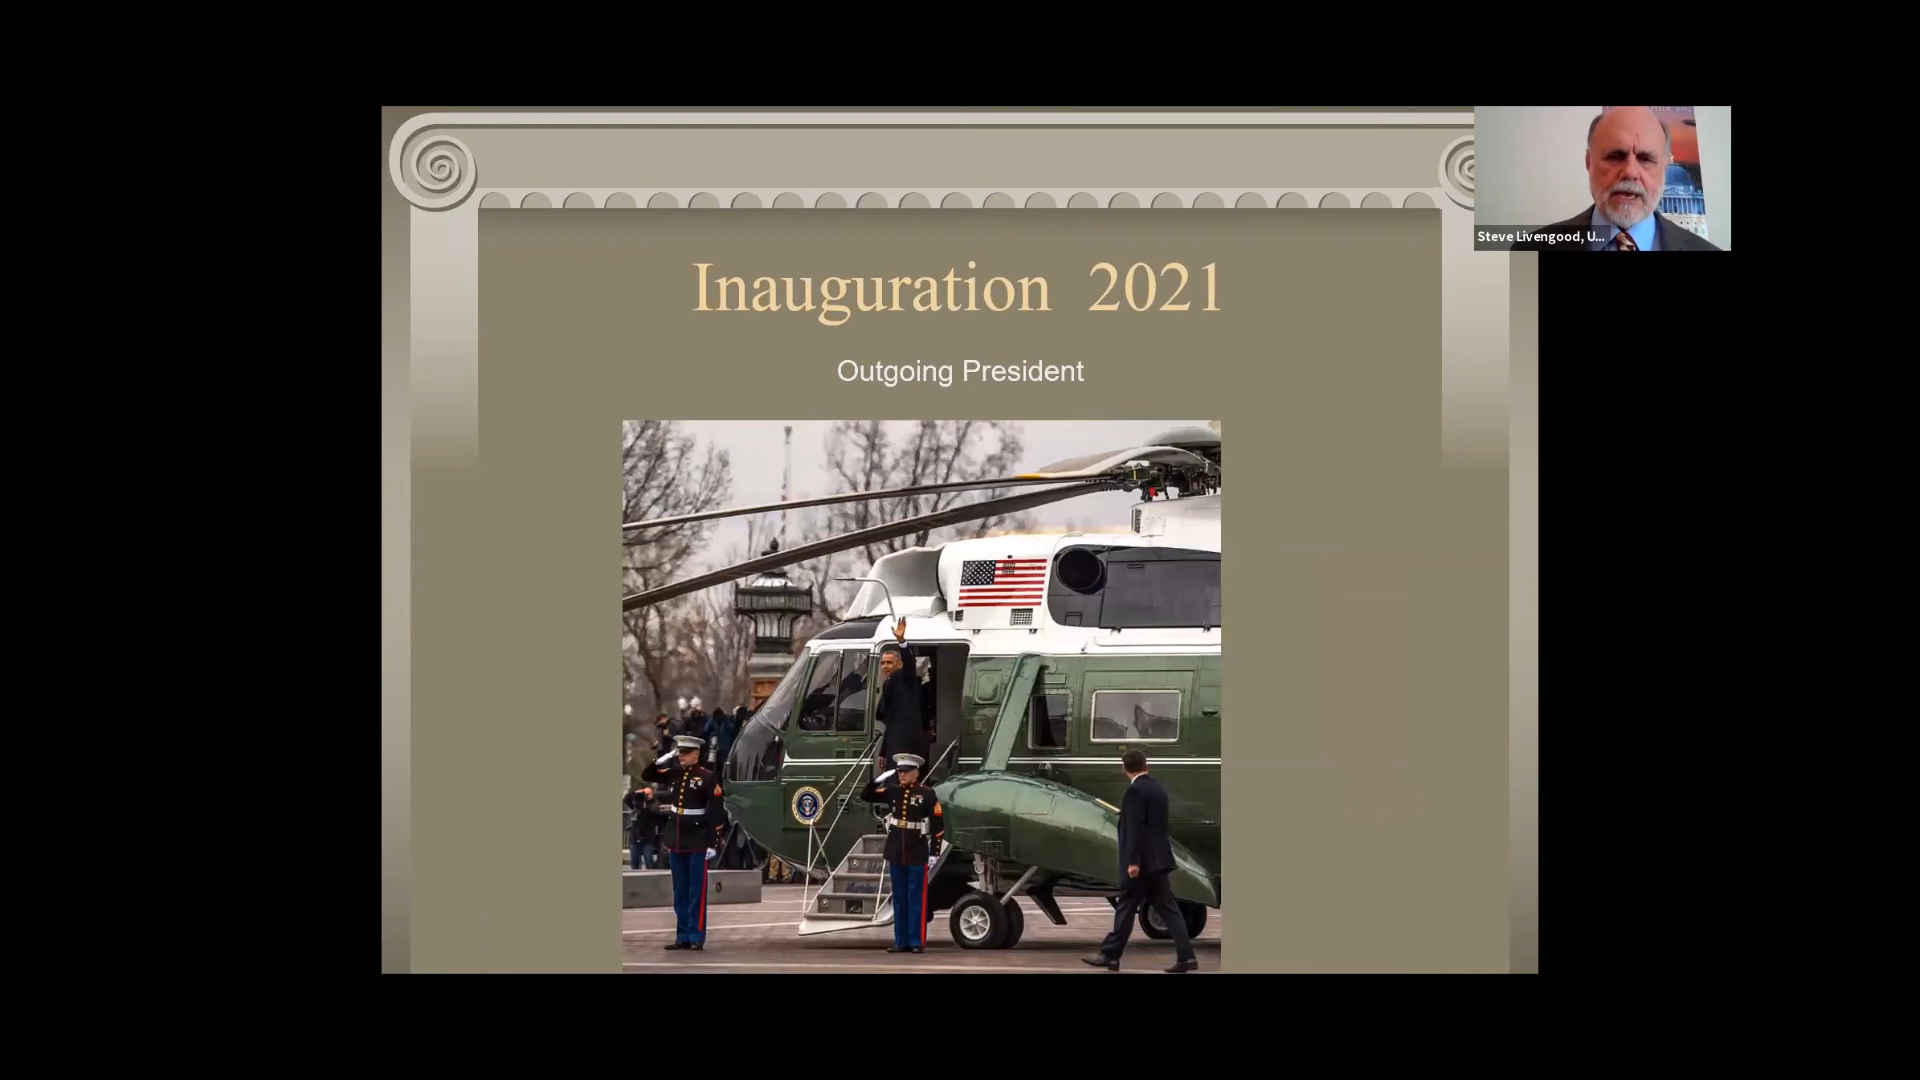 Inauguration 2021
Outgoing President
Steve Livengood, U...